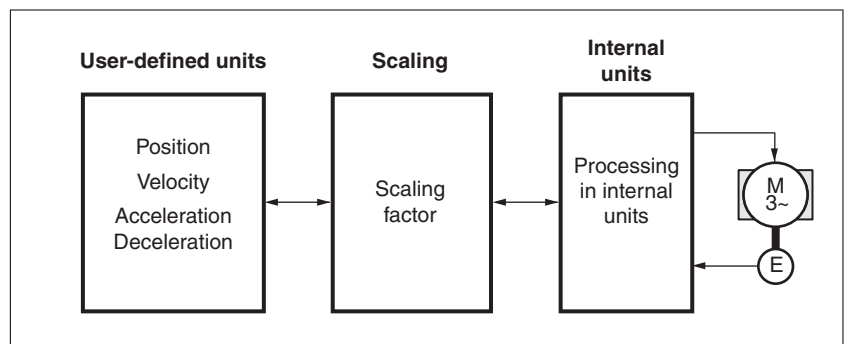 User-defined units
Scaling
Internal
units
Position
Velocity
Acceleration
Deceleration
Scaling
factor
Processing
in internal
units
M
3~
E